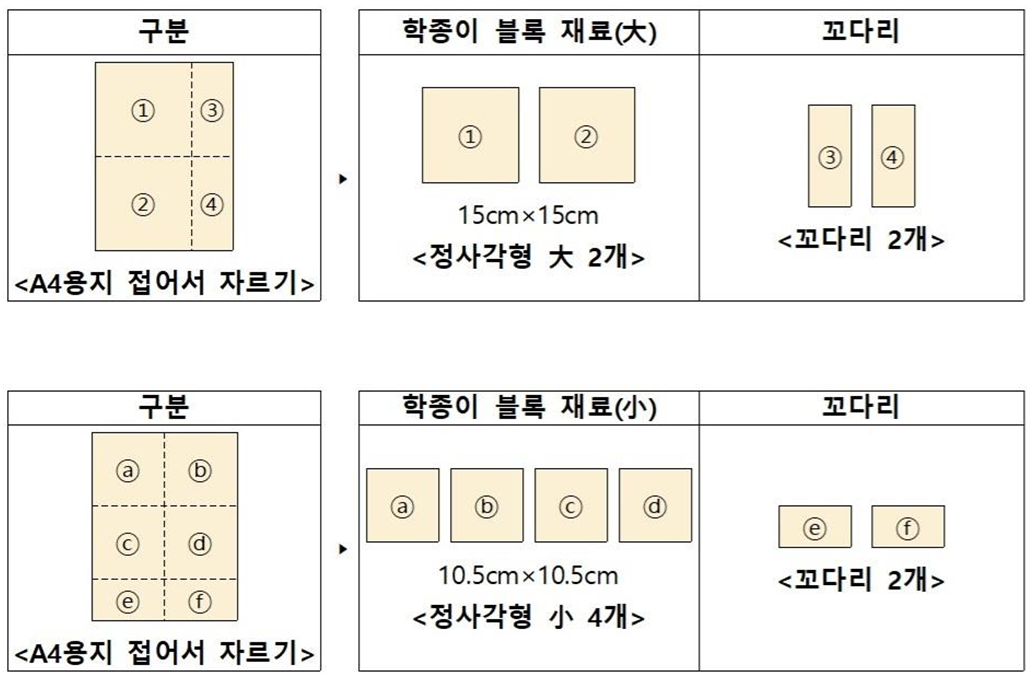 구분
①
③
②
④
<A4용지 접어서 자르기>
▶
학종이 블록 재료(大)
꼬다리
①
②
15cm×15cm
<정사각형 大 2개>
③
④
<꼬다리 2개>
구분
ⓐ
ⓑ
ⓒ
ⓓ
ⓔ
ⓕ
<A4용지 접어서 자르기>
▶
학종이 블록 재료(小)
꼬다리
ⓐ
ⓑ
ⓒ
ⓓ
10.5cm×10.5cm
<정사각형 小 4개>
ⓔ
ⓕ
<꼬다리 2개>